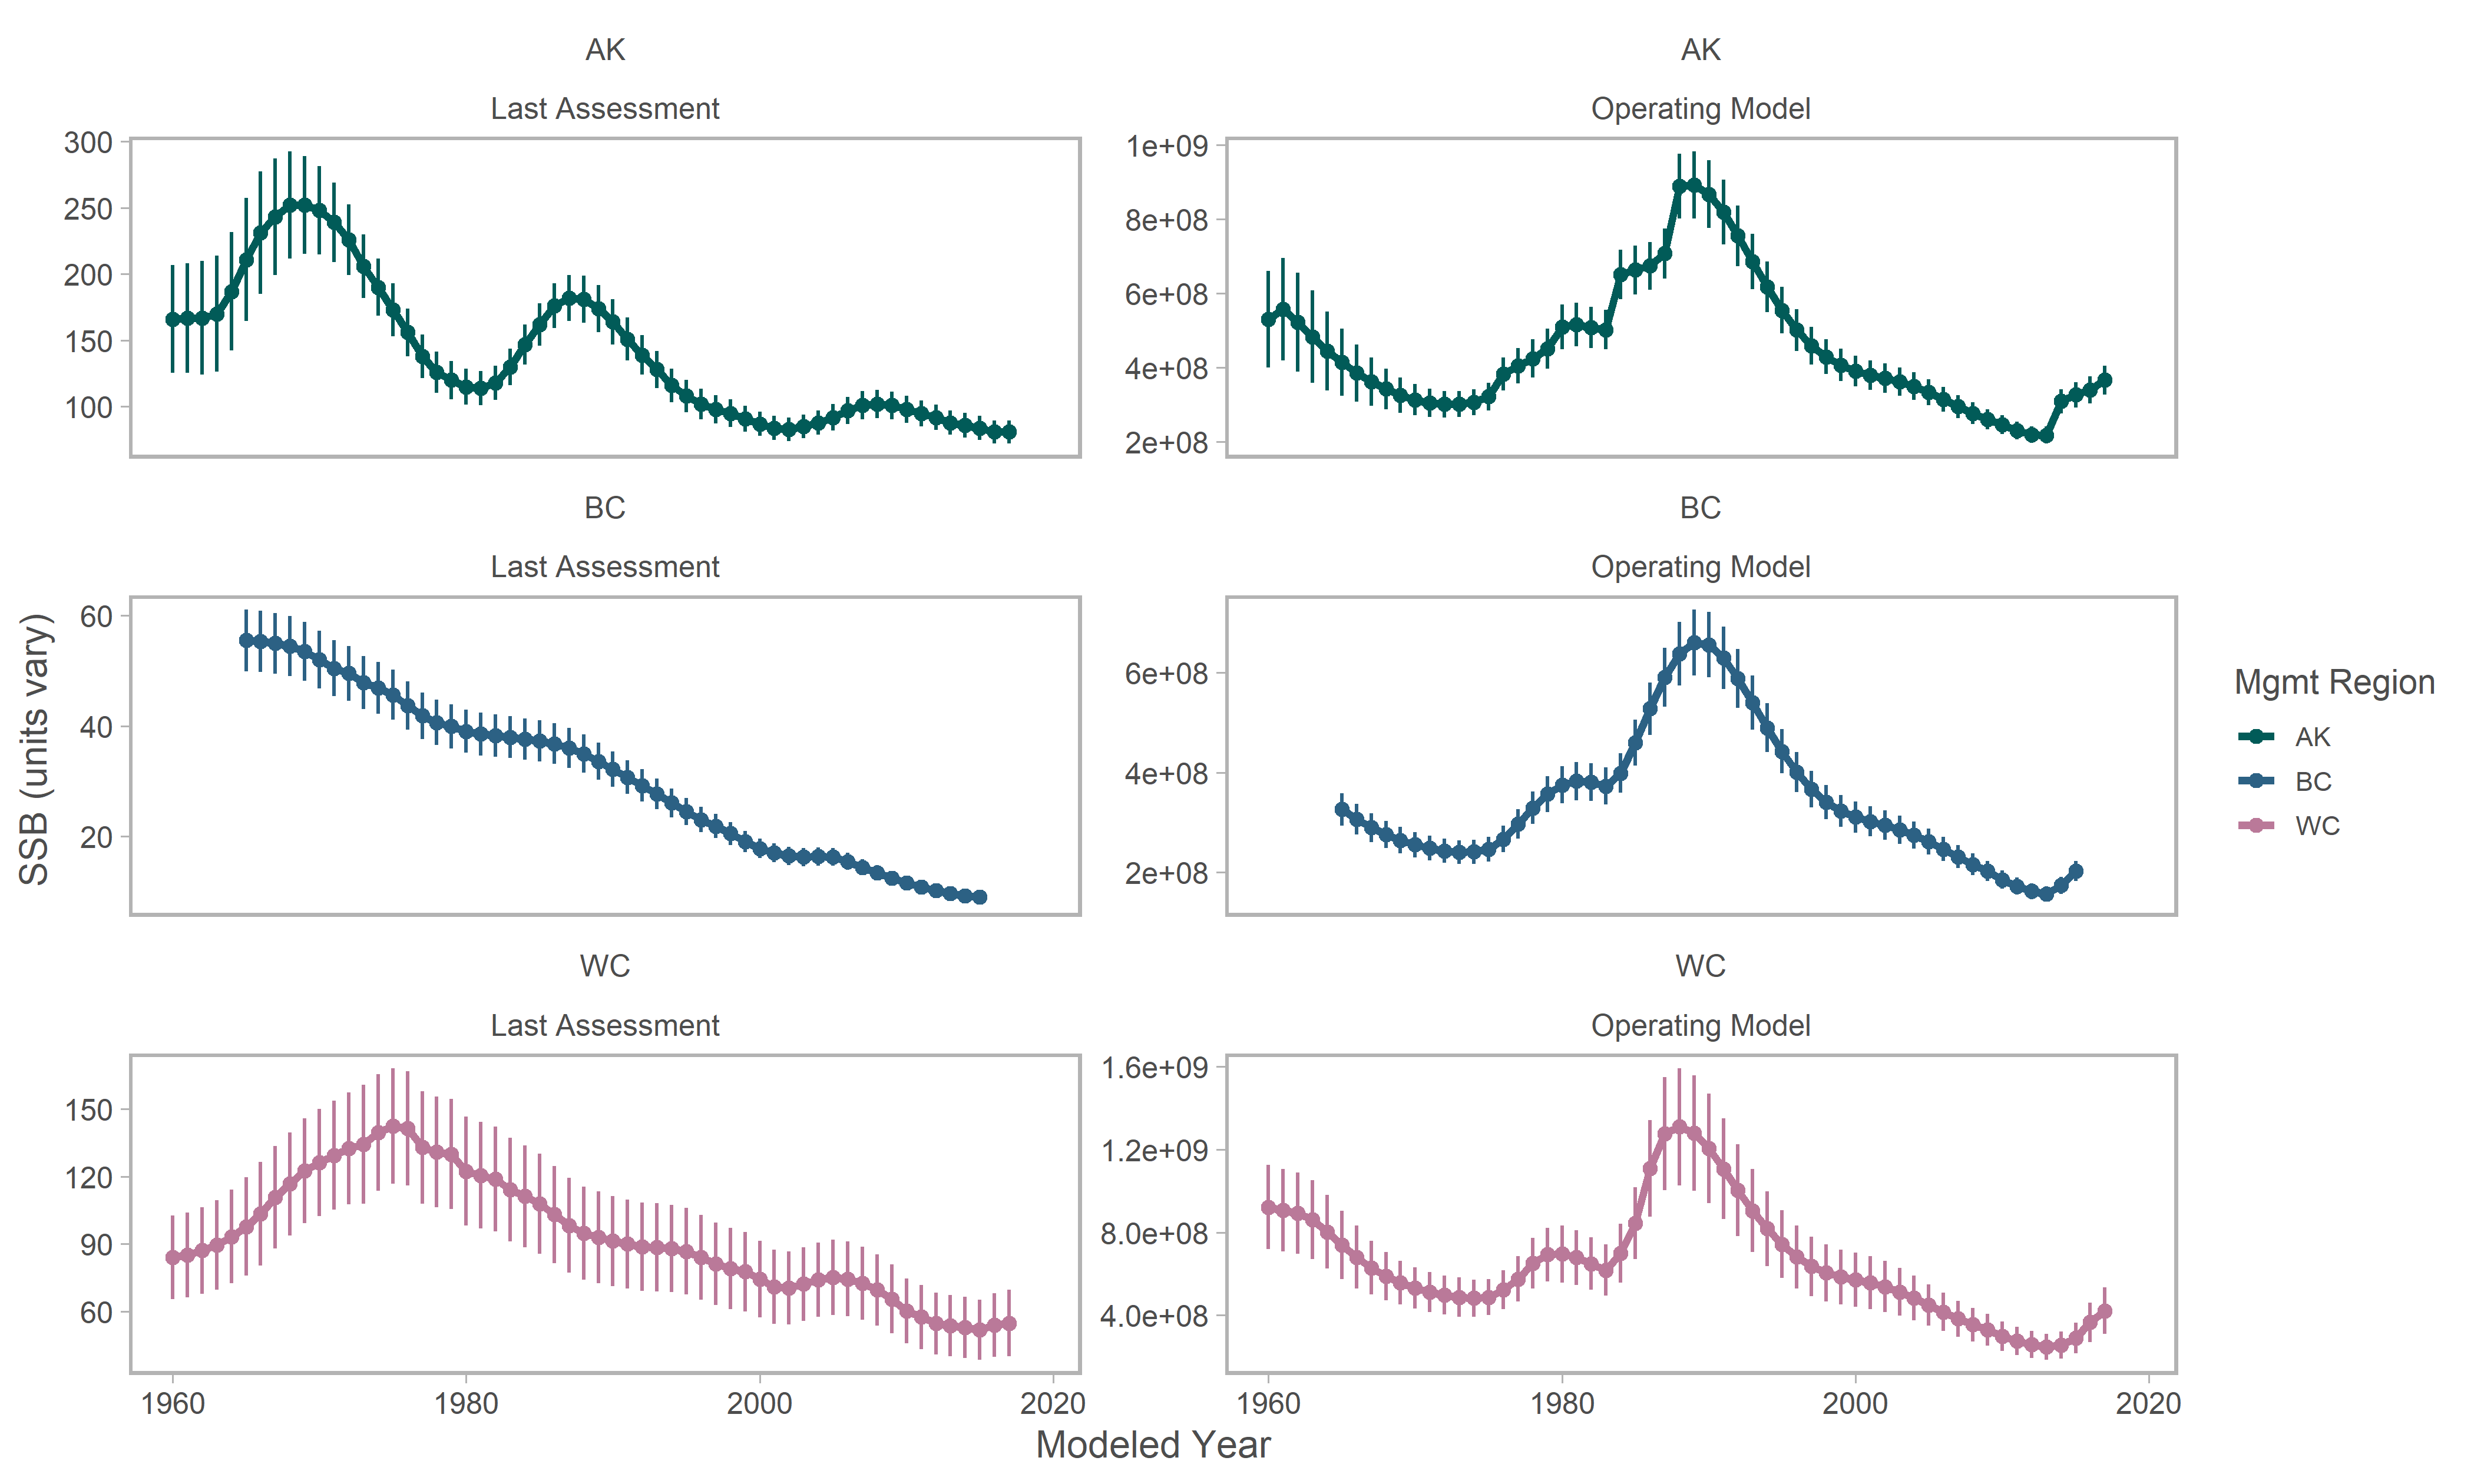 AK
Last Assessment
300
250
200
150
100
AK
Operating Model
1e+09
8e+08
6e+08
4e+08
2e+08
BC
Last Assessment
60
40
20
BC
Operating Model
6e+08
4e+08
2e+08
WC
Last Assessment
150
120
90
60
1960
1980
2000
2020
WC
Operating Model
1.6e+09
1.2e+09
8.0e+08
4.0e+08
1960
1980
2000
2020
SSB (units vary)
Modeled Year
Mgmt Region
AK
BC
WC